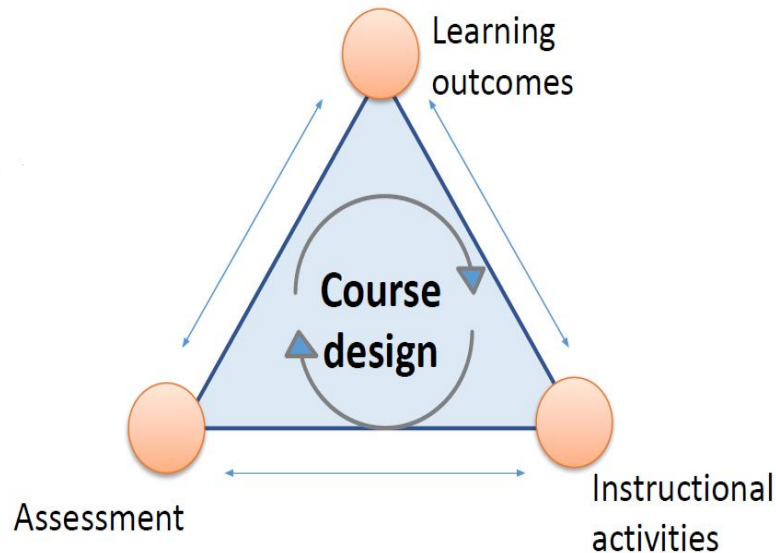 Learning
outcomes
Course
design
Assessment
Instructional
activities